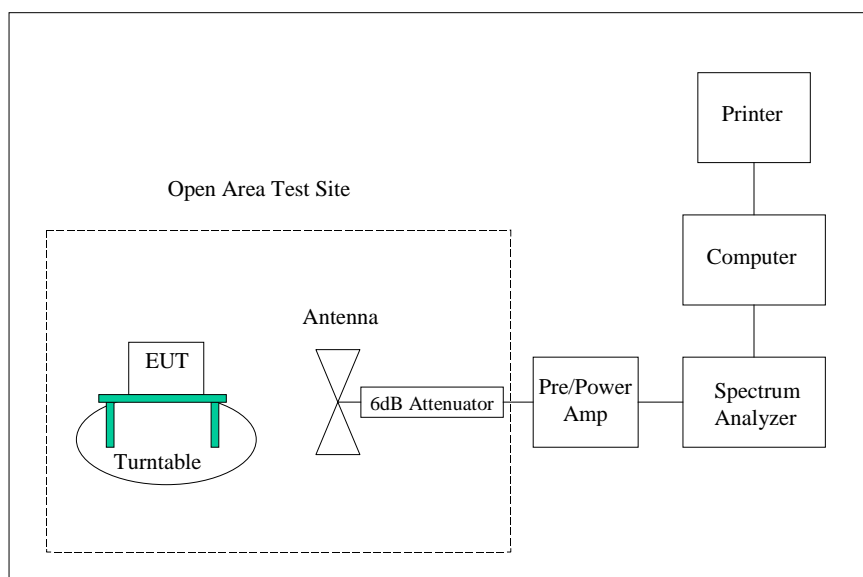 Printer
Open Area Test Site
Computer
Antenna
EUT
6dB Attenuator
Pre/Power
Amp
Spectrum
Analyzer
Turntable